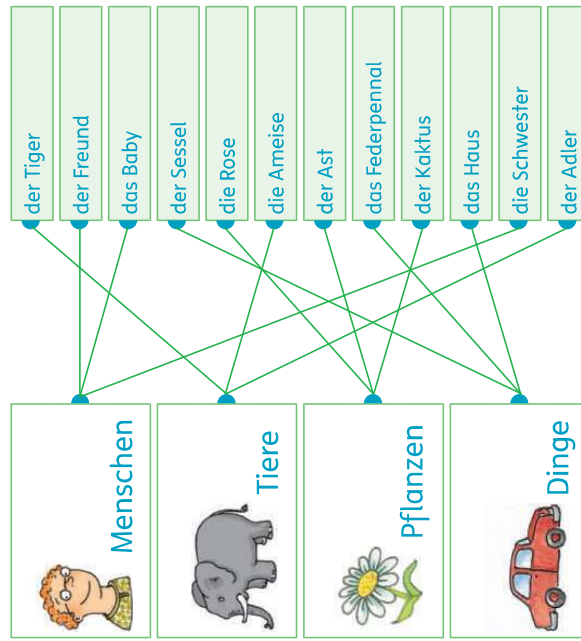 der Tiger
der Freund
das Baby
der Sessel
die Rose
die Ameise
der Ast
das Federpennal
der Kaktus
das Haus
die Schwester
der Adler
Menschen
Tiere
Pflanzen
Dinge